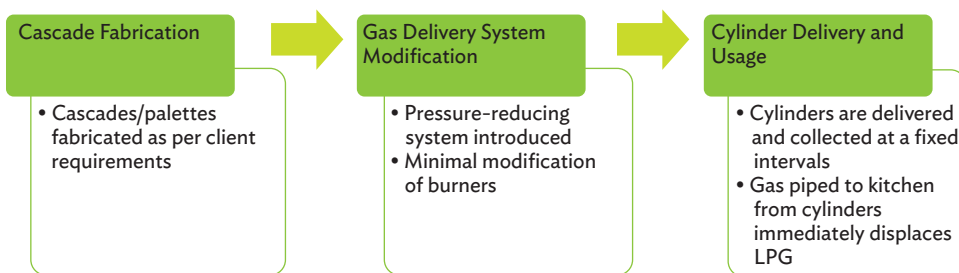 Cascade Fabrication
• Cascades/palettes
fabricated as per client
requirements
Gas Delivery System
Modification
• Pressure-reducing
system introduced
• Minimal modification
of burners
Cylinder Delivery and
Usage
• Cylinders are delivered
and collected at a fixed
intervals
• Gas piped to kitchen
from cylinders
immediately displaces
LPG